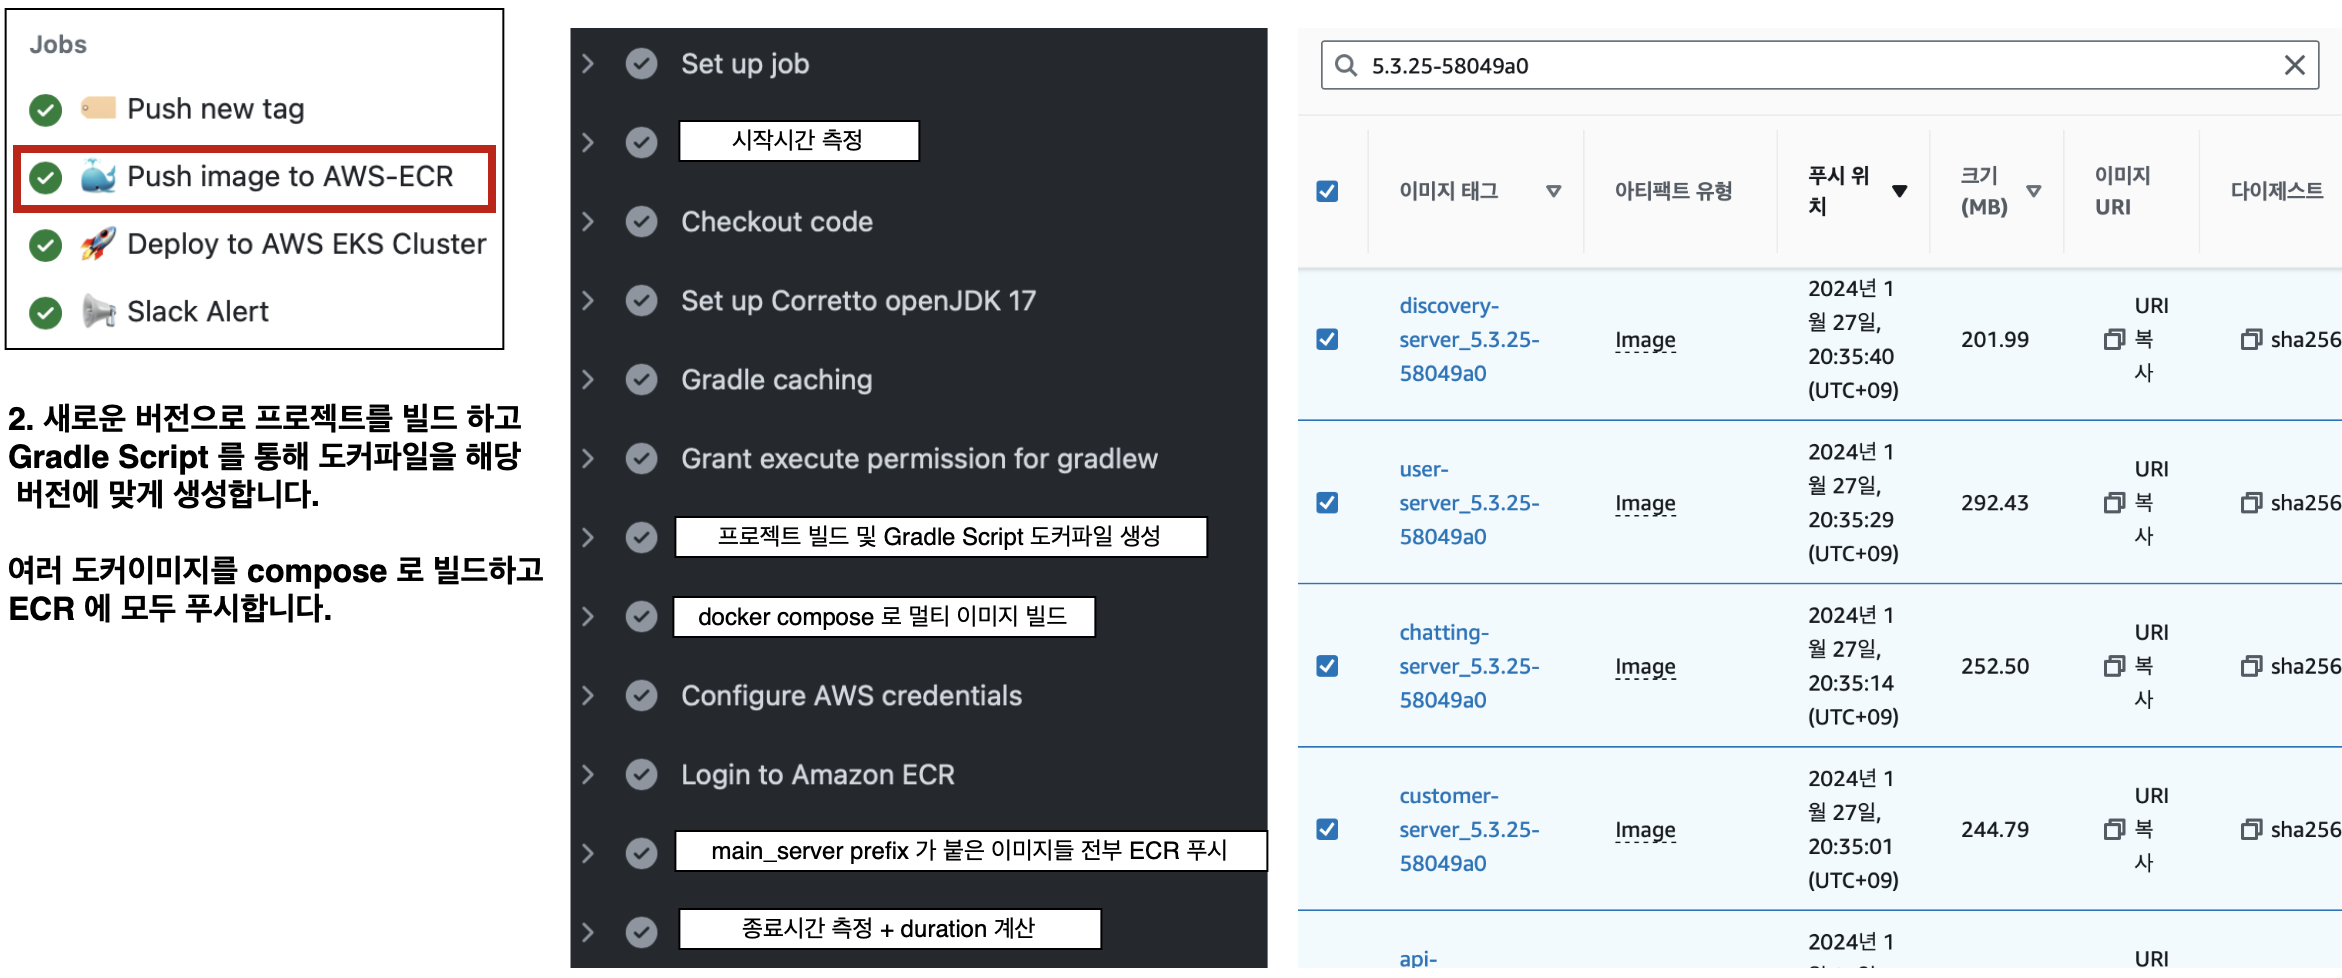 Jobs
Push new tag
Push image to AWS-ECR
Deploy to AWS EKS Cluster
Slack Alert
2. 새로운 버전으로 프로젝트를 빌드 하고
Gradle Script 를 통해 도커파일을 해당
버전에 맞게 생성합니다.
여러 도커이미지를 compose 로 빌드하고
ECR 에 모두 푸시합니다.
Set up job
시작시간 측정
Checkout code
Set up Corretto openJDK 17
Gradle caching
Grant execute permission for gradlew
프로젝트 빌드 및 Gradle Script 도커파일 생성
docker compose 로 멀티 이미지 빌드
Configure AWS credentials
Login to Amazon ECR
main_server prefix 가 붙은 이미지들 전부 ECR 푸시
종료시간 측정 + duration 계산
5.3.25-58049a0
이미지 태그
아티팩트 유형
푸시 위
치
크기
(MB)
이미지
URI
다이제스트
discovery-
server_5.3.25-
58049a0
Image
2024년 1
월 27일,
20:35:40
(UTC+09)
201.99
URI
복
사
sha256
user-
server_5.3.25-
58049a0
Image
2024년 1
월 27일,
20:35:29
(UTC+09)
292.43
URI
복
사
sha256
chatting-
server_5.3.25-
58049a0
Image
2024년 1
월 27일,
20:35:14
(UTC+09)
252.50
URI
복
사
sha256
customer-
server_5.3.25-
58049a0
Image
2024년 1
월 27일,
20:35:01
(UTC+09)
244.79
URI
복
사
sha256
api-
2024년 1
URI